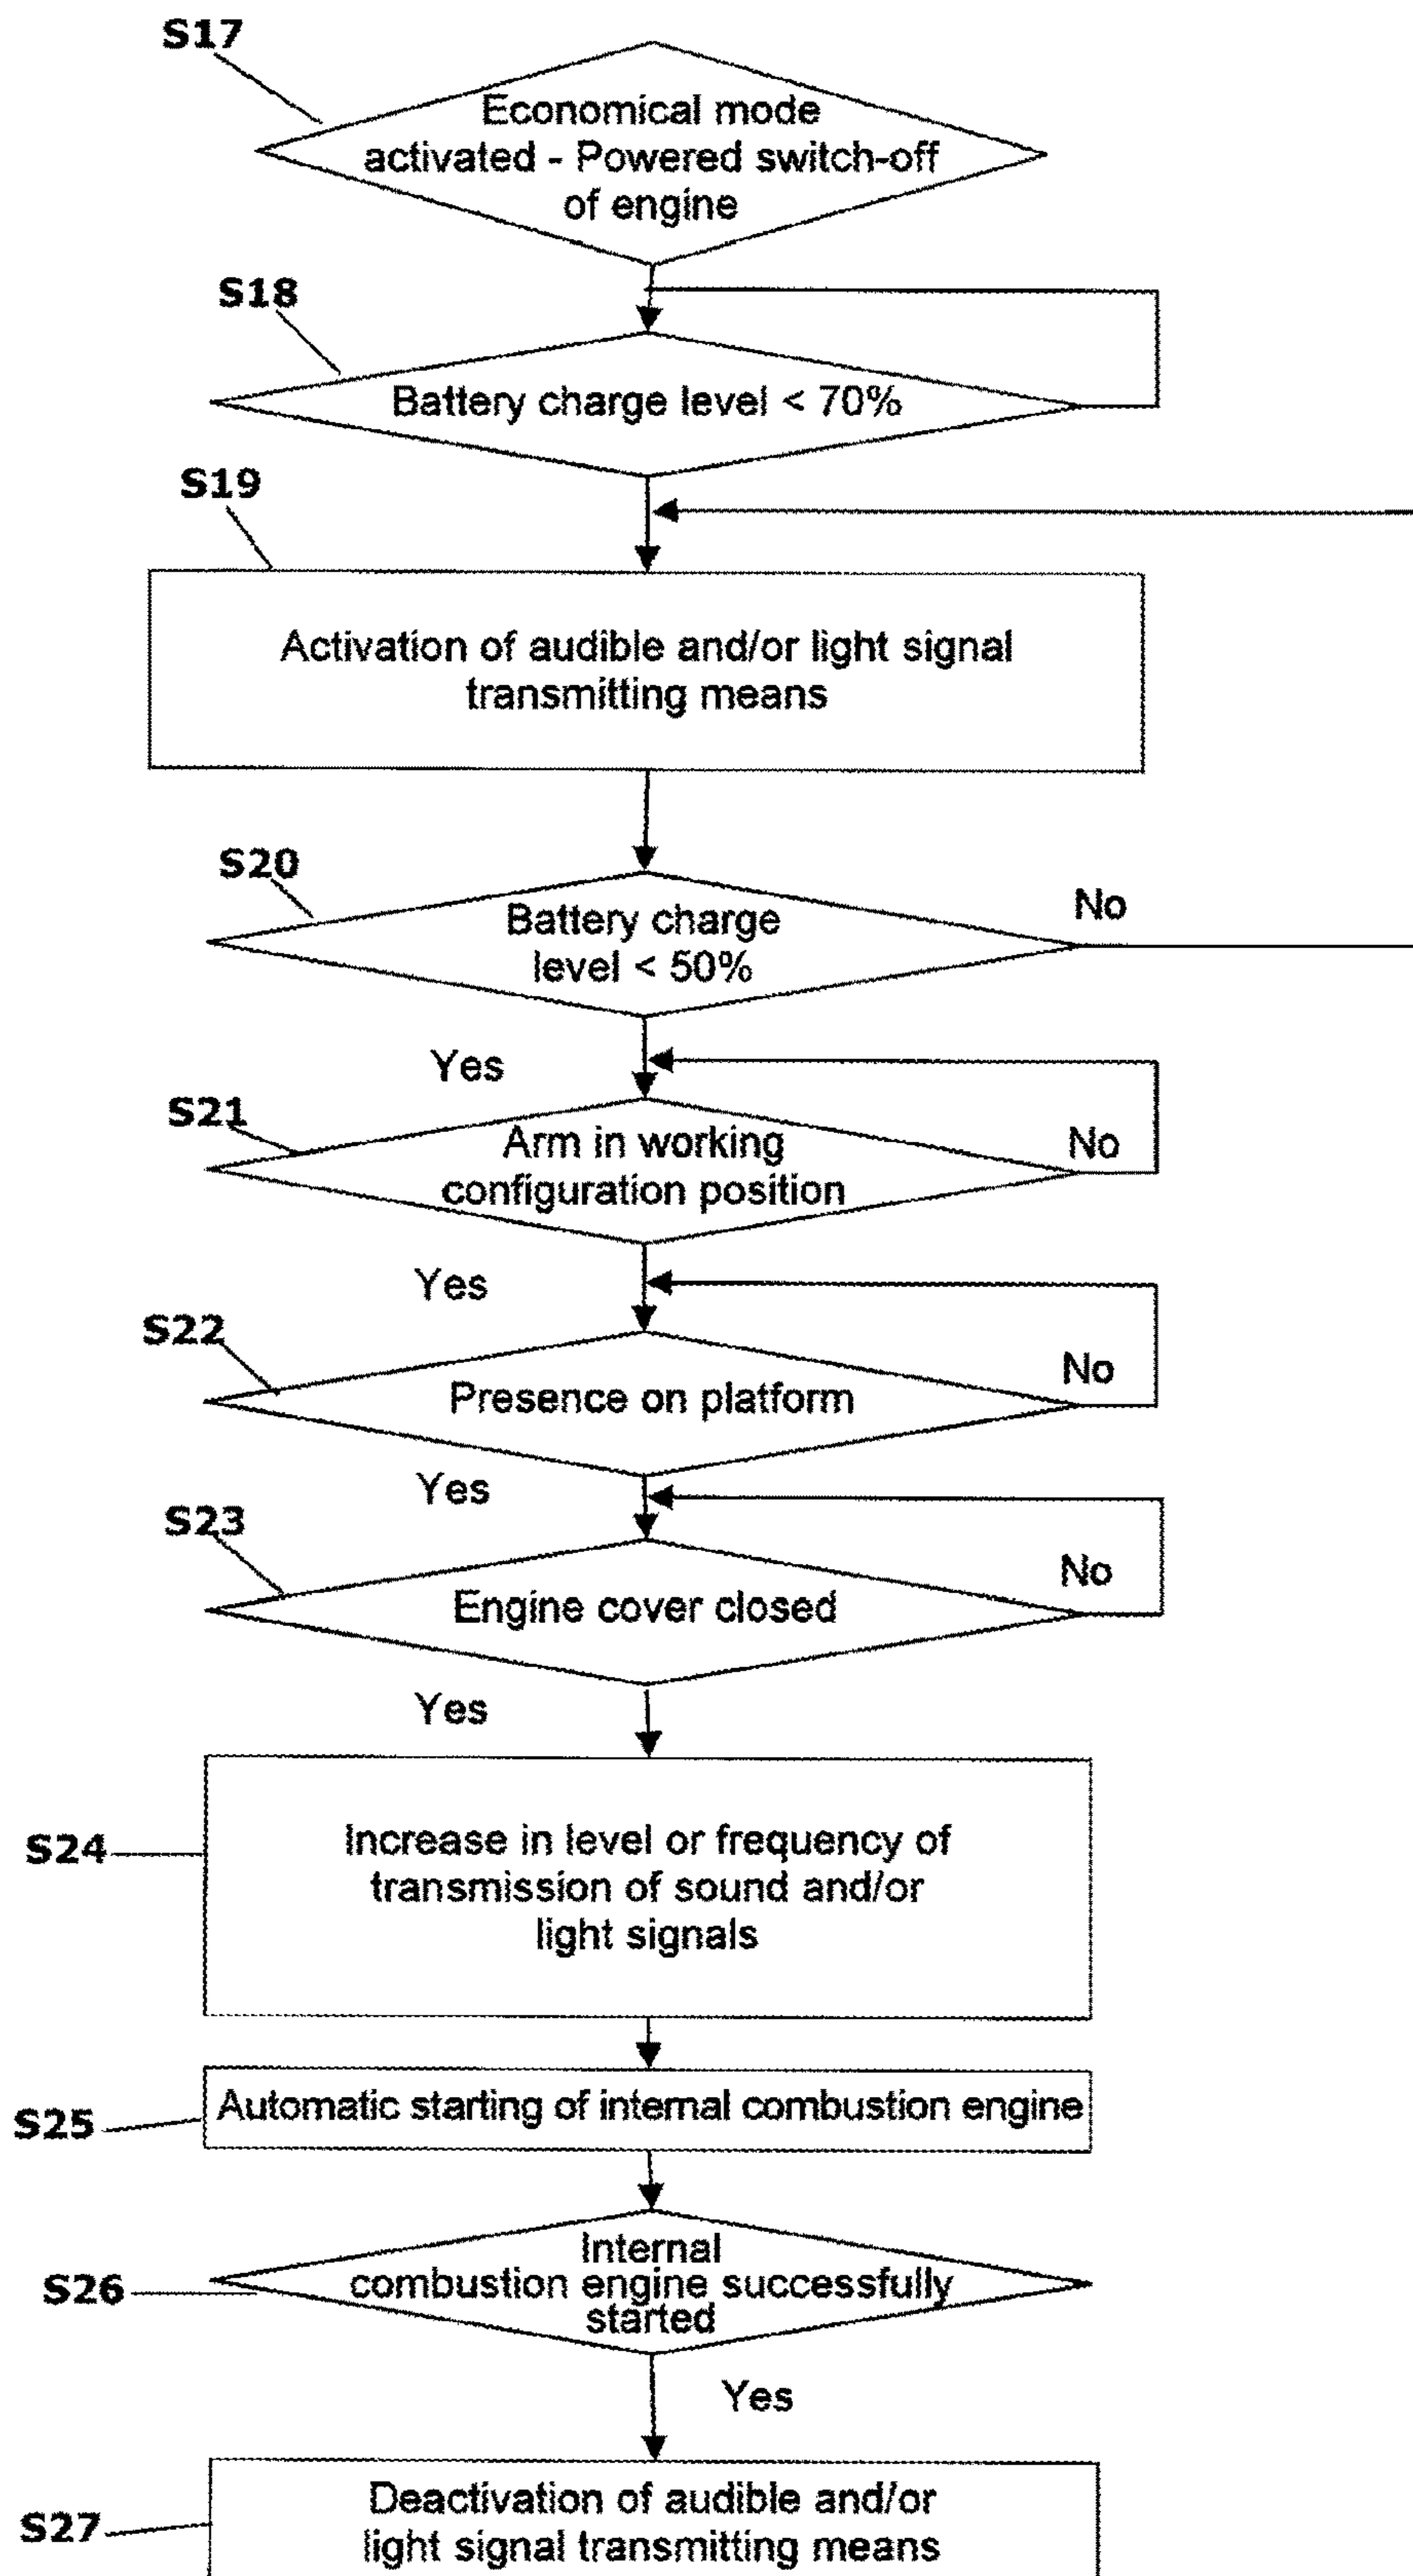 S17
Economical mode
activated - Powered switch-off
of engine
S18
Battery charge level < 70%
S19
Activation of audible and/or light signal
transmitting means
S20
Battery charge
level < 50%
No
Yes
S21
Arm in working
configuration position
No
Yes
S22
Presence on platform
No
Yes
S23
Engine cover closed
No
Yes
S24
Increase in level or frequency of
transmission of sound and/or
light signals
S25
Automatic starting of internal combustion engine
S26
Internal
combustion engine successfully
started
Yes
S27
Deactivation of audible and/or
light signal transmitting means